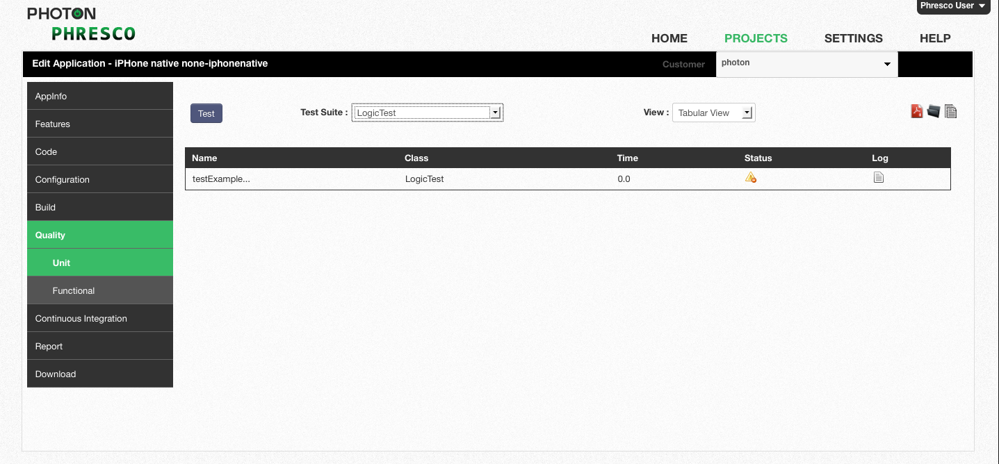 PHOTON
PHRESCO
Phresco User
HOME PROJECTS SETTINGS HELP
Edit Application - iPHone native none-iphonenative
Customer photon
AppInfo
Features
Code
Configuration
Build
Quality
Unit
Functional
Continuous Integration
Report
Download
Test Test Suite : LogicTest View : Tabular View
Name Class Time Status Log
testExample... LogicTest 0.0